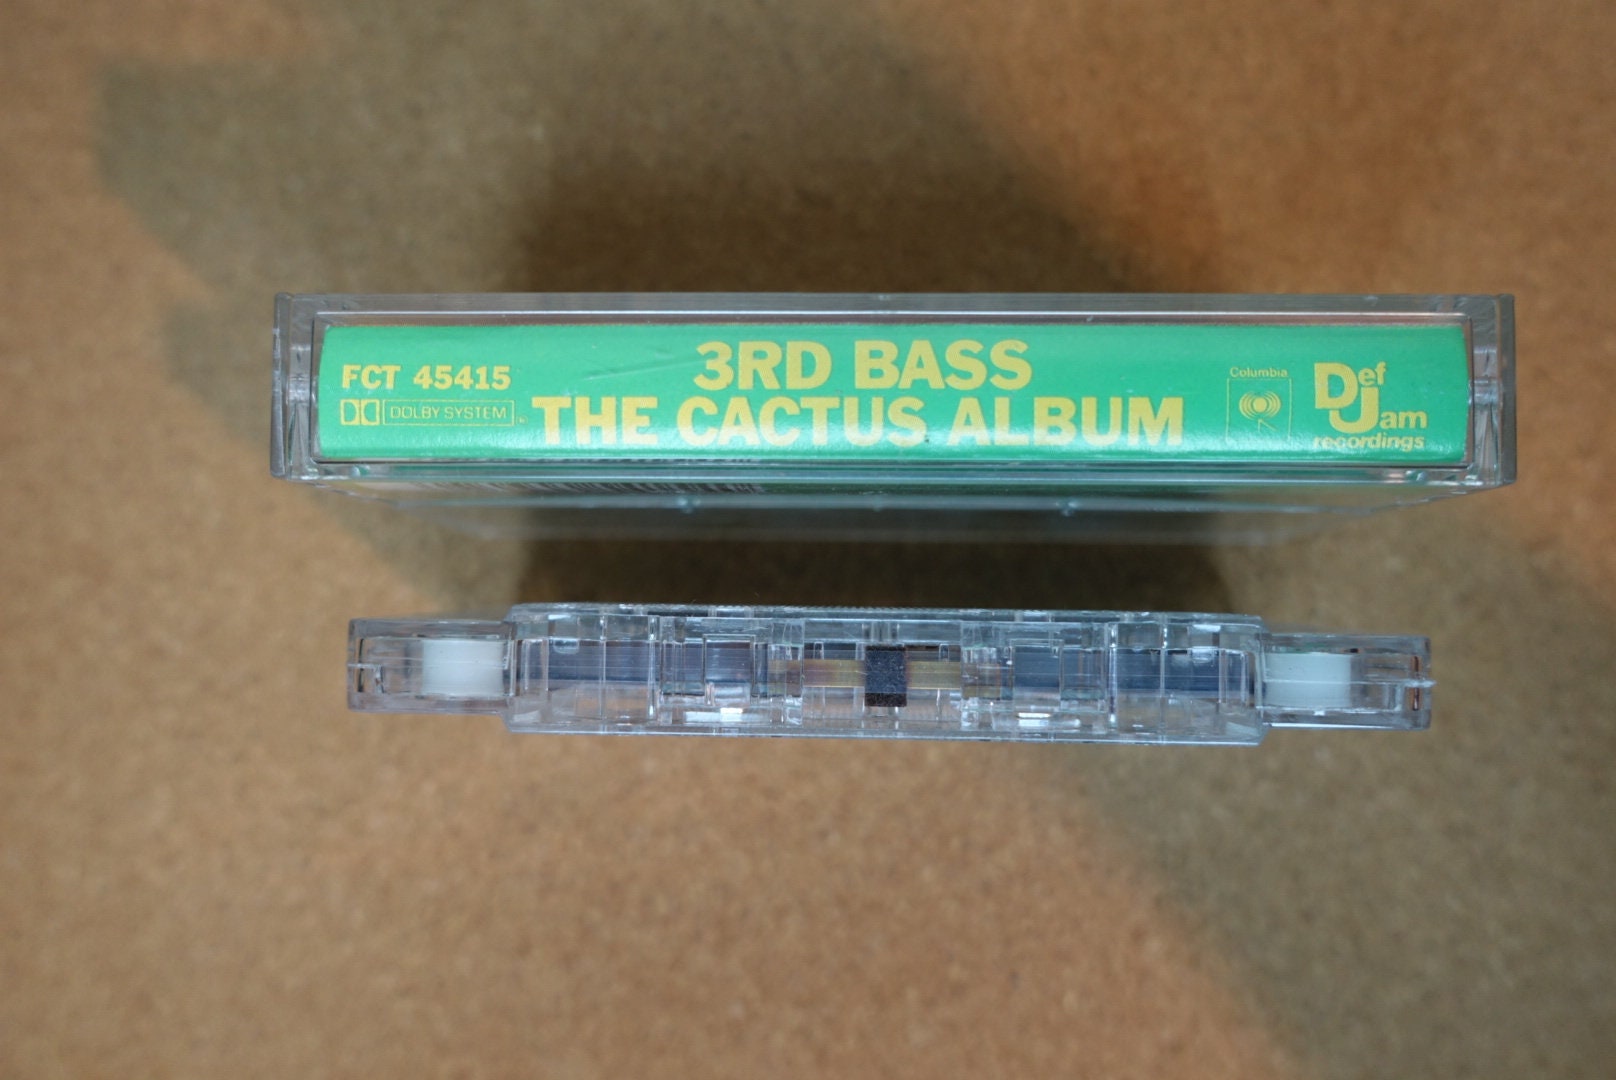 FCT 45415
DOLBY SYSTEM
3RD BASS
THE CACTUS ALBUM
Columbia
Def
Jam
recordings